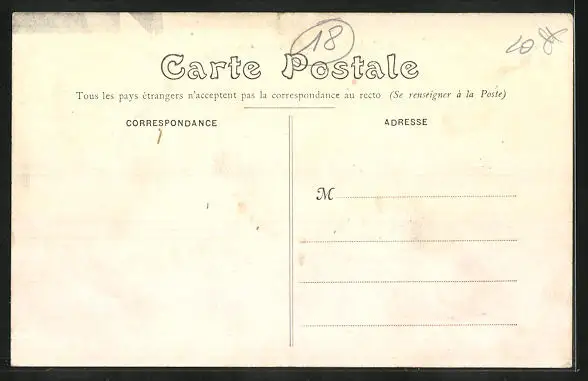 18
Carte Postale
Tous les pays étrangers n'acceptent pas la correspondance au recto (Se renseigner à la Poste)
CORRESPONDANCE
ADRESSE
M